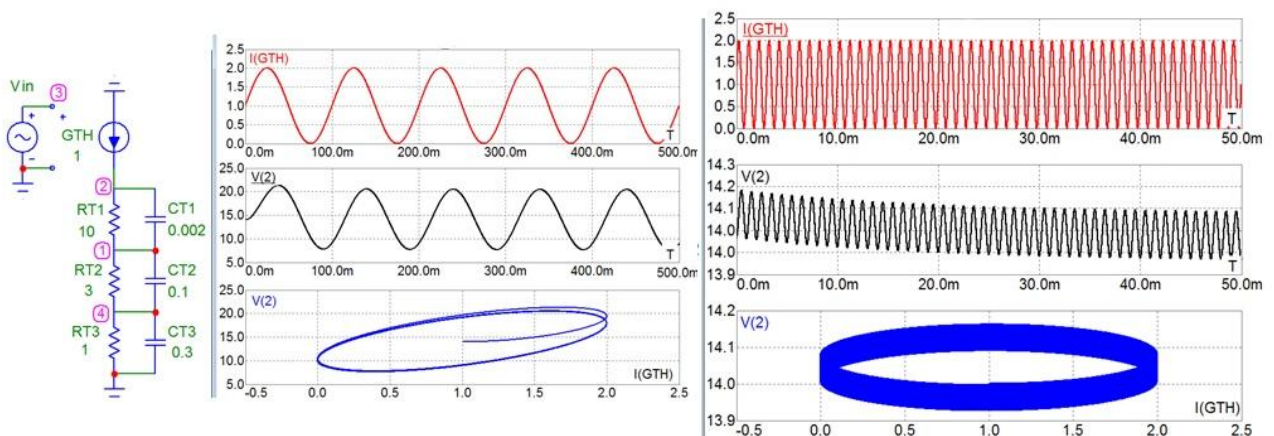 Vin
3
+
+
-
GTH
1
2
RT1
10
CT1
0.002
1
RT2
3
CT2
0.1
4
RT3
1
CT3
0.3
2.5
I(GTH)
2.0
1.5
1.0
0.5
0.0
T
0.0m 100.0m 200.0m 300.0m 400.0m 500.0m
25.0
V(2)
20.0
15.0
10.0
5.0
T
0.0m 100.0m 200.0m 300.0m 400.0m 500.0m
25.0
V(2)
20.0
15.0
10.0
5.0
I(GTH)
-0.5 0.0 0.5 1.0 1.5 2.0 2.5
2.5
I(GTH)
2.0
1.5
1.0
0.5
0.0
T
0.0m 10.0m 20.0m 30.0m 40.0m 50.0m
14.3
V(2)
14.2
14.1
14.0
13.9
T
0.0m 10.0m 20.0m 30.0m 40.0m 50.0m
14.2
V(2)
14.1
14.0
13.9
I(GTH)
-0.5 0.0 0.5 1.0 1.5 2.0 2.5